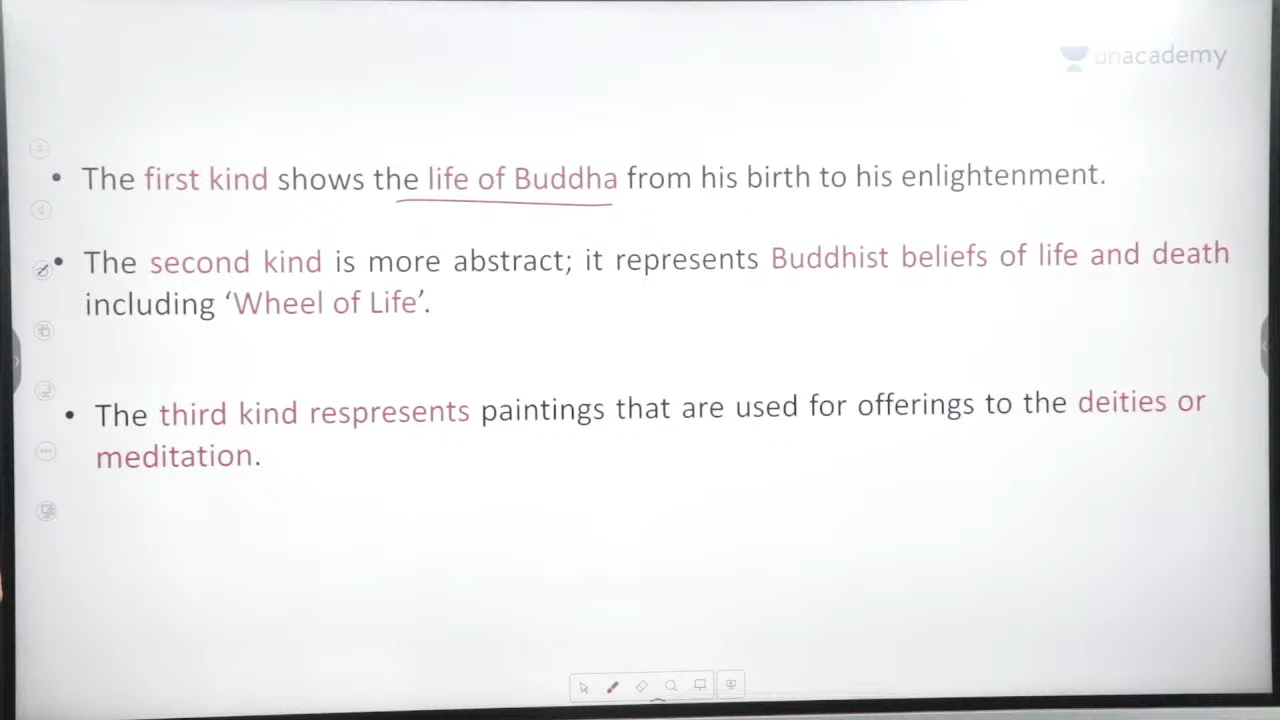 unacademy
• The first kind shows the life of Buddha from his birth to his enlightenment.
• The second kind is more abstract; it represents Buddhist beliefs of life and death
including ‘Wheel of Life’.
• The third kind respresents paintings that are used for offerings to the deities or
meditation.